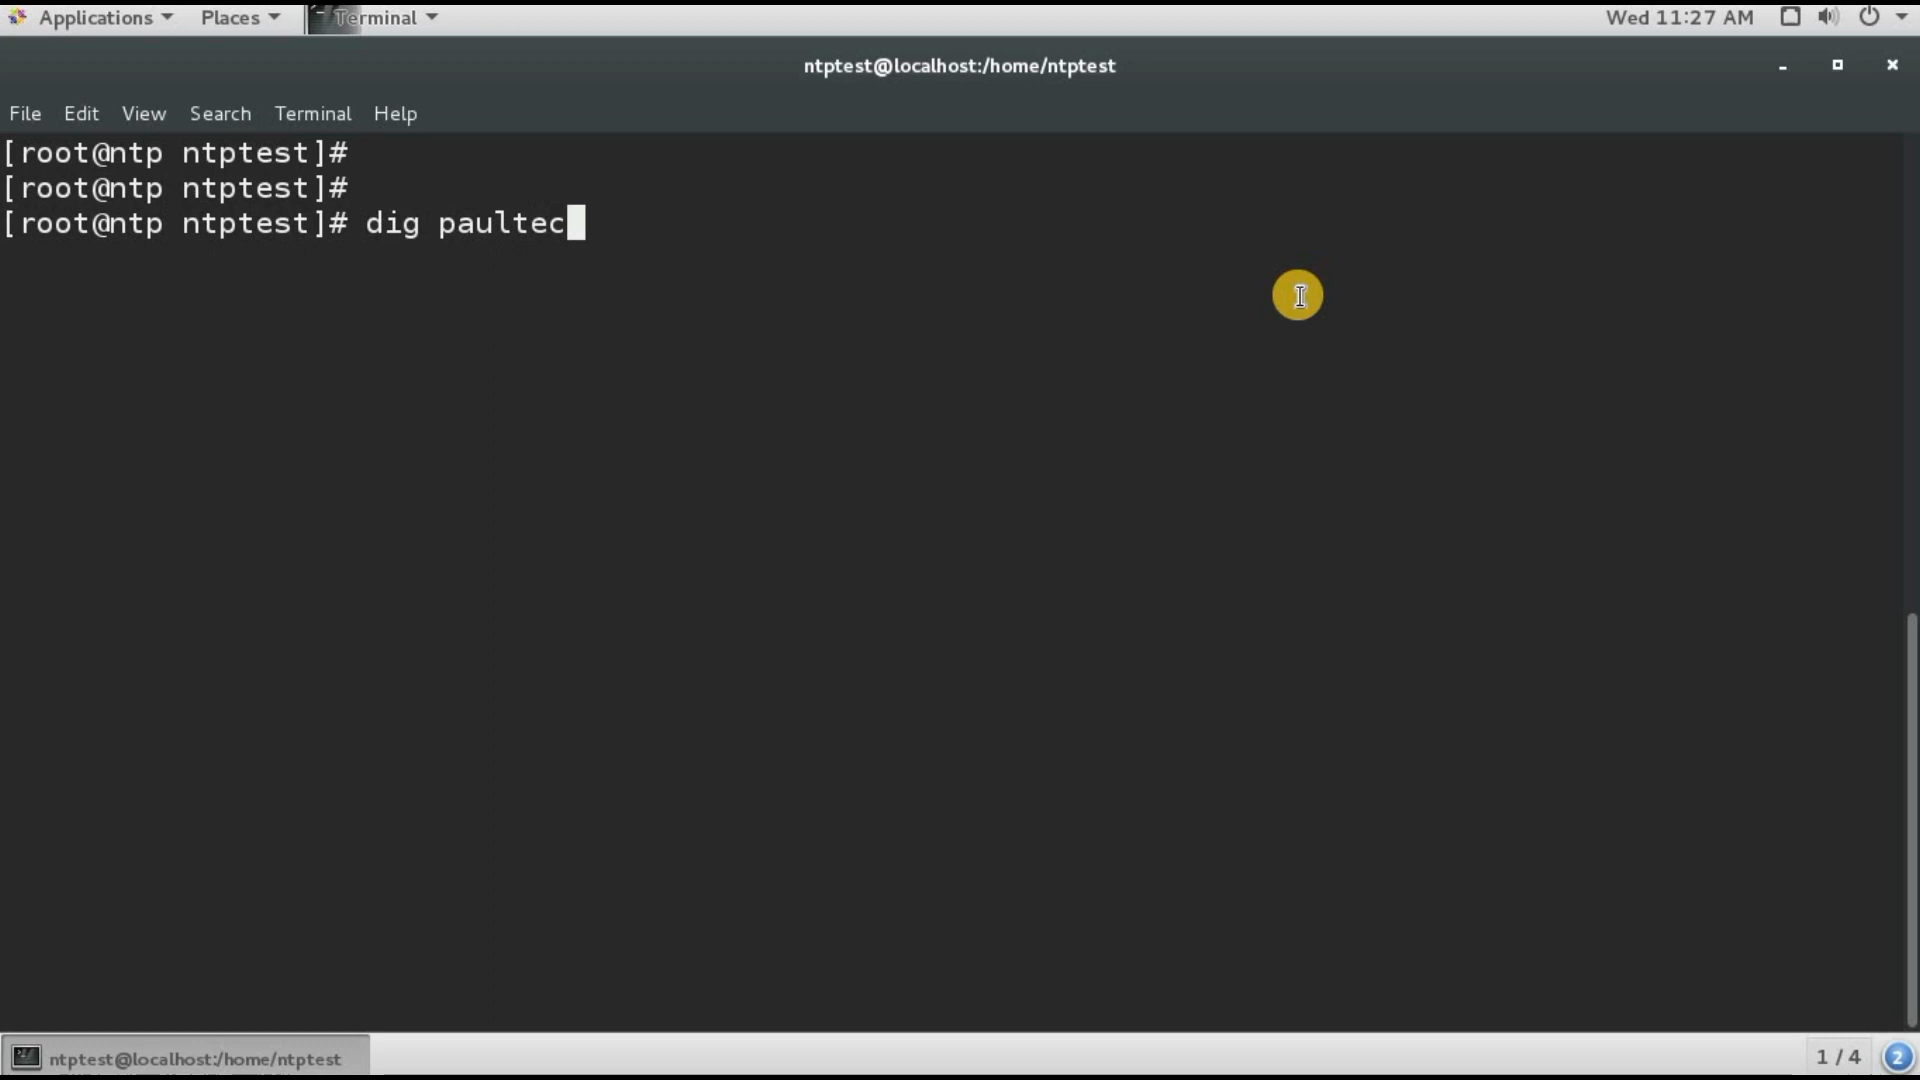 Applications Places Terminal Wed 11:27 AM
ntptest@localhost:/home/ntptest
File Edit View Search Terminal Help
[root@ntp ntptest]#
[root@ntp ntptest]#
[root@ntp ntptest]# dig paultec
ntptest@localhost:/home/ntptest 1 / 4 2